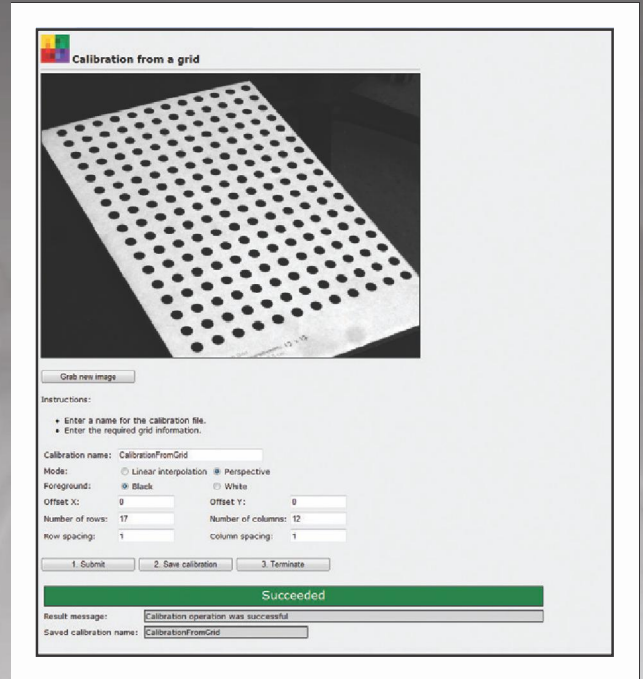 Calibration from a grid
Grab new image
Instructions:
• Enter a name for the calibration file.
• Enter the required grid information.
Calibration name: CalibrationFromGrid
Mode: Linear interpolation Perspective
Foreground: Black White
Offset X: 0 Offset Y: 0
Number of rows: 17 Number of columns: 12
Row spacing: 1 Column spacing: 1
1. Submit 2. Save calibration 3. Terminate
Succeeded
Result message: Calibration operation was successful
Saved calibration name: CalibrationFromGrid